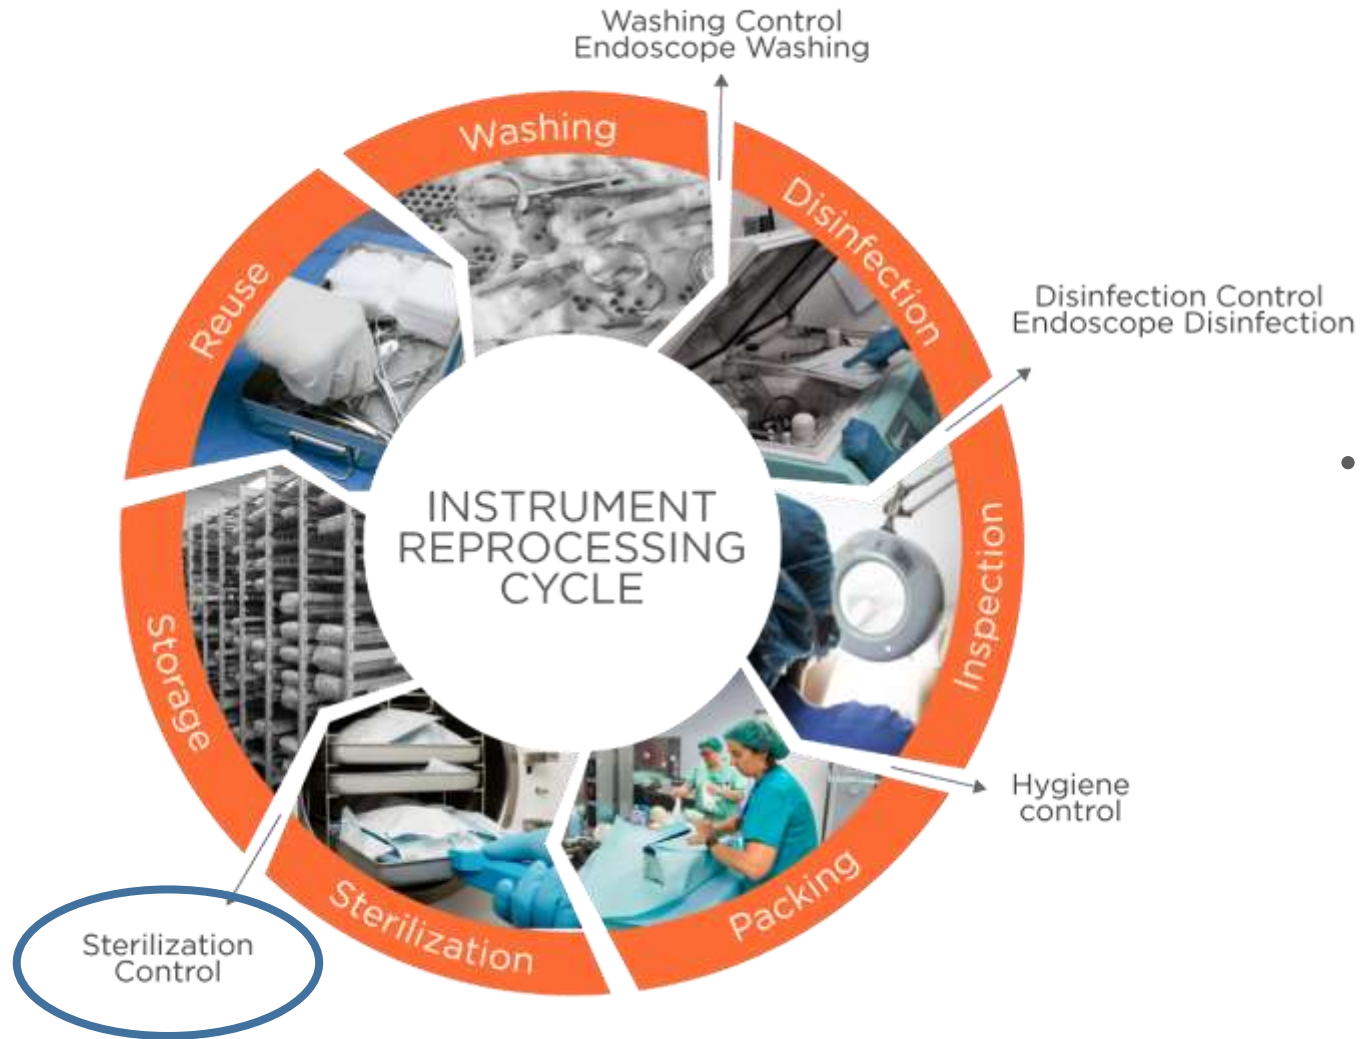 Washing Control
Endoscope Washing
Washing
Disinfection
Disinfection Control
Endoscope Disinfection
Inspection
Hygiene
control
Packing
Sterilization
Sterilization
Control
Storage
Reuse
INSTRUMENT
REPROCESSING
CYCLE
•